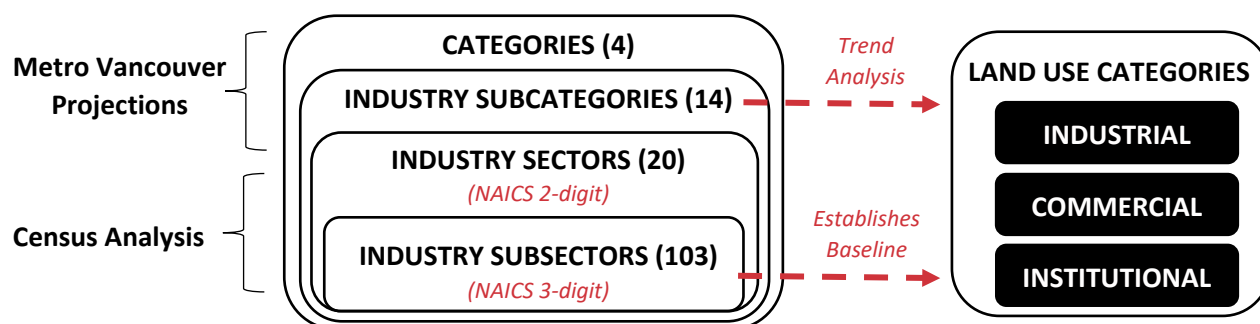 Metro Vancouver
Projections
Census Analysis
CATEGORIES (4)
INDUSTRY SUBCATEGORIES (14)
INDUSTRY SECTORS (20)
(NAICS 2-digit)
INDUSTRY SUBSECTORS (103)
(NAICS 3-digit)
Trend
Analysis
Establishes
Baseline
LAND USE CATEGORIES
INDUSTRIAL
COMMERCIAL
INSTITUTIONAL